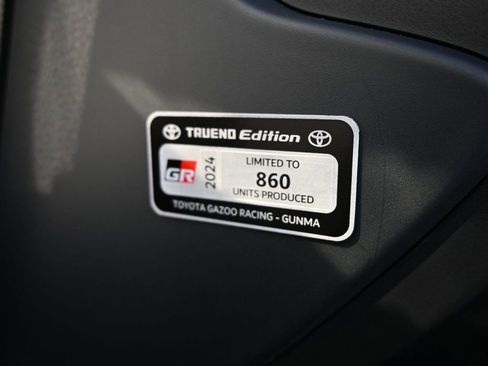 TRUENO Edition
GR
2024
LIMITED TO
860
UNITS PRODUCED
TOYOTA GAZOO RACING - GUNMA